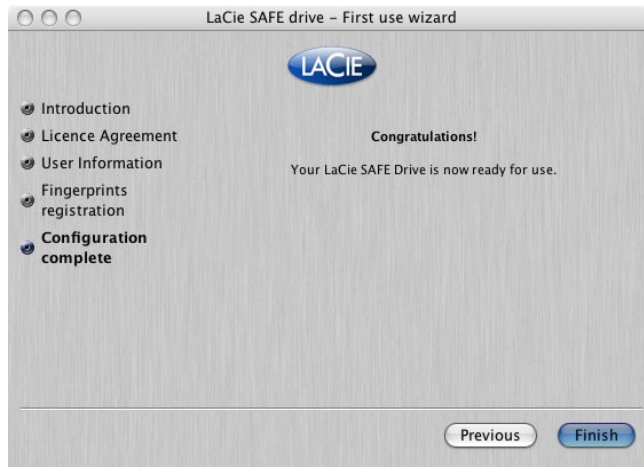 LaCie SAFE drive – First use wizard
LACIE
Introduction
Licence Agreement
User Information
Fingerprints
registration
Configuration
complete
Congratulations!
Your LaCie SAFE Drive is now ready for use.
Previous
Finish